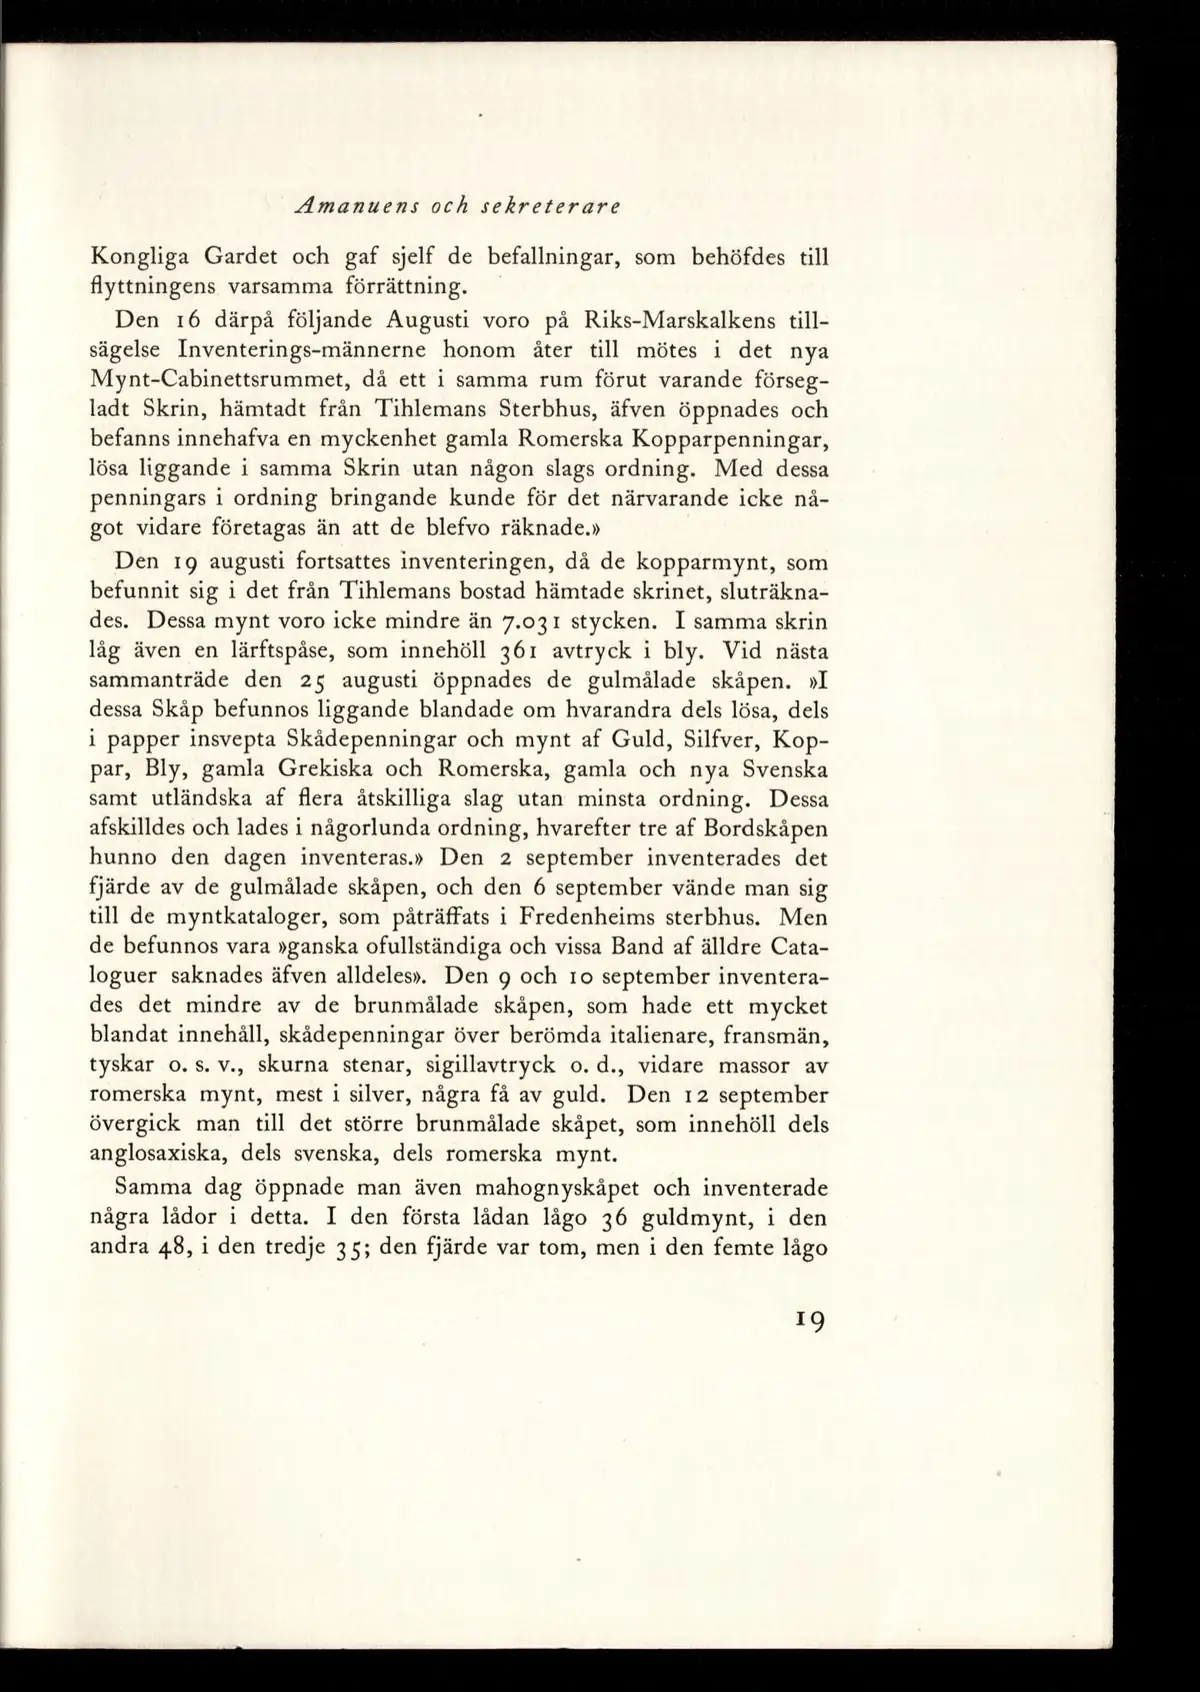 Amanuens och sekreterare
Kongliga Gardet och gaf sjelf de befallningar, som behöfdes till
flyttningens varsamma förrättning.
Den 16 därpå följande Augusti voro på Riks-Marskalkens till-
sägelse Inventerings-männerne honom åter till mötes i det nya
Mynt-Cabinettsrummet, då ett i samma rum förut varande förseg-
ladt Skrin, hämtadt från Tihlemans Sterbhus, äfven öppnades och
befanns innehafva en myckenhet gamla Romerska Kopparpenningar,
lösa liggande i samma Skrin utan någon slags ordning. Med dessa
penningars i ordning bringande kunde för det närvarande icke nå-
got vidare företagas än att de blefvo räknade.»
Den 19 augusti fortsattes inventeringen, då de kopparmynt, som
befunnit sig i det från Tihlemans bostad hämtade skrinet, sluträkna-
des. Dessa mynt voro icke mindre än 7.031 stycken. I samma skrin
låg även en lärftspåse, som innehöll 361 avtryck i bly. Vid nästa
sammanträde den 25 augusti öppnades de gulmålade skåpen. »I
dessa Skåp befunnos liggande blandade om hvarandra dels lösa, dels
i papper insvepta Skådepenningar och mynt af Guld, Silfver, Kop-
par, Bly, gamla Grekiska och Romerska, gamla och nya Svenska
samt utländska af flera åtskilliga slag utan minsta ordning. Dessa
afskilldes och lades i någorlunda ordning, hvarefter tre af Bordskåpen
hunno den dagen inventeras.» Den 2 september inventerades det
fjärde av de gulmålade skåpen, och den 6 september vände man sig
till de myntkataloger, som påträffats i Fredenheims sterbhus. Men
de befunnos vara »ganska ofullständiga och vissa Band af älldre Cata-
loguer saknades äfven alldeles». Den 9 och 10 september inventera-
des det mindre av de brunmålade skåpen, som hade ett mycket
blandat innehåll, skådepenningar över berömda italienare, fransmän,
tyskar o. s. v., skurna stenar, sigillavtryck o. d., vidare massor av
romerska mynt, mest i silver, några få av guld. Den 12 september
övergick man till det större brunmålade skåpet, som innehöll dels
anglosaxiska, dels svenska, dels romerska mynt.
Samma dag öppnade man även mahognyskåpet och inventerade
några lådor i detta. I den första lådan lågo 36 guldmynt, i den
andra 48, i den tredje 35; den fjärde var tom, men i den femte lågo
19